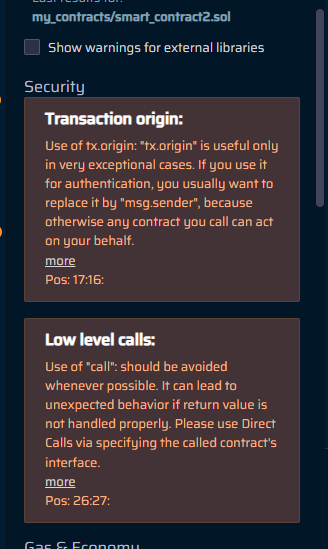 Last results for:
my_contracts/smart_contract2.sol
Show warnings for external libraries
Security
Transaction origin:
Use of tx.origin: "tx.origin" is useful only
in very exceptional cases. If you use it
for authentication, you usually want to
replace it by "msg.sender", because
otherwise any contract you call can act
on your behalf.
more
Pos: 17:16:
Low level calls:
Use of "call": should be avoided
whenever possible. It can lead to
unexpected behavior if return value is
not handled properly. Please use Direct
Calls via specifying the called contract's
interface.
more
Pos: 26:27:
Gas & Economy